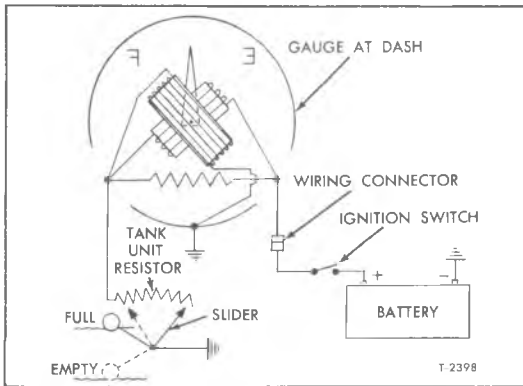 F
E
GAUGE AT DASH
WIRING CONNECTOR
IGNITION SWITCH
TANK
UNIT
RESISTOR
+
-
FULL
SLIDER
BATTERY
EMPTY
T-2398